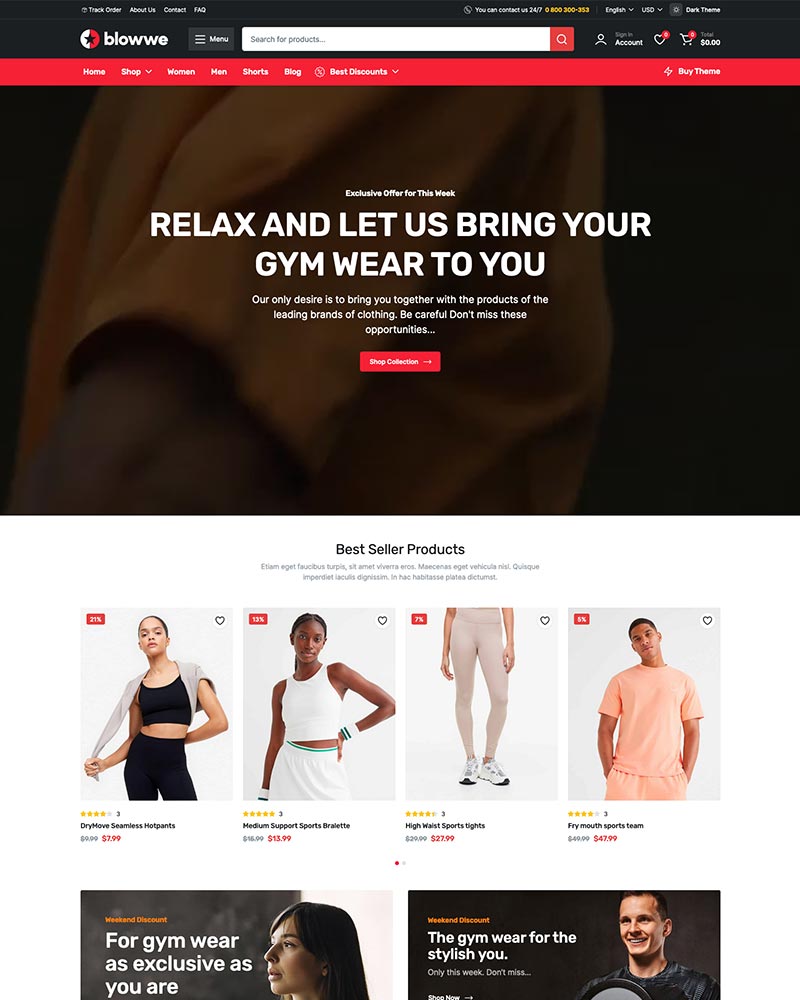 Track Order About Us Contact FAQ
You can contact us 24/7 0 800 300-353 English USD Dark Theme
blowwe Menu Search for products... Sign In Account 0 0 Total $0.00
Home Shop Women Men Shorts Blog Best Discounts Buy Theme
Exclusive Offer for This Week
RELAX AND LET US BRING YOUR
GYM WEAR TO YOU
Our only desire is to bring you together with the products of the
leading brands of clothing. Be careful Don't miss these
opportunities...
Shop Collection
Best Seller Products
Etiam eget faucibus turpis, sit amet viverra eros. Maecenas eget vehicula nisl. Quisque
imperdiet iaculis dignissim. In hac habitasse platea dictumst.
21%
3
DryMove Seamless Hotpants
$9.99 $7.99
13%
3
Medium Support Sports Bralette
$15.99 $13.99
7%
3
High Waist Sports tights
$29.99 $27.99
5%
3
Fry mouth sports team
$49.99 $47.99
Weekend Discount
For gym wear
as exclusive as
you are
Weekend Discount
The gym wear for the
stylish you.
Only this week. Don't miss...
Shop Now